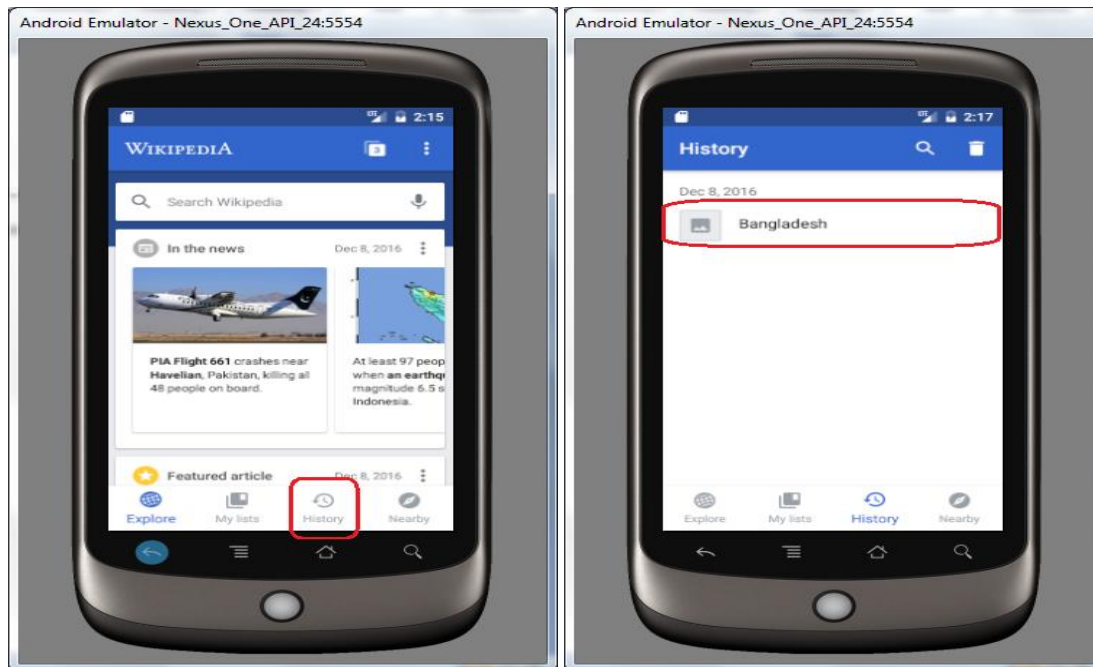 Android Emulator - Nexus_One_API_24:5554
2:15
WIKIPEDIA
3
Search Wikipedia
In the news
Dec 8, 2016
PIA Flight 661 crashes near
Havelian, Pakistan, killing all
48 people on board.
At least 97 peop
when an earthqu
magnitude 6.5 s
Indonesia.
Featured article
Dec 8, 2016
Explore
My lists
History
Nearby
Android Emulator - Nexus_One_API_24:5554
2:17
History
Dec 8, 2016
Bangladesh
Explore
My lists
History
Nearby